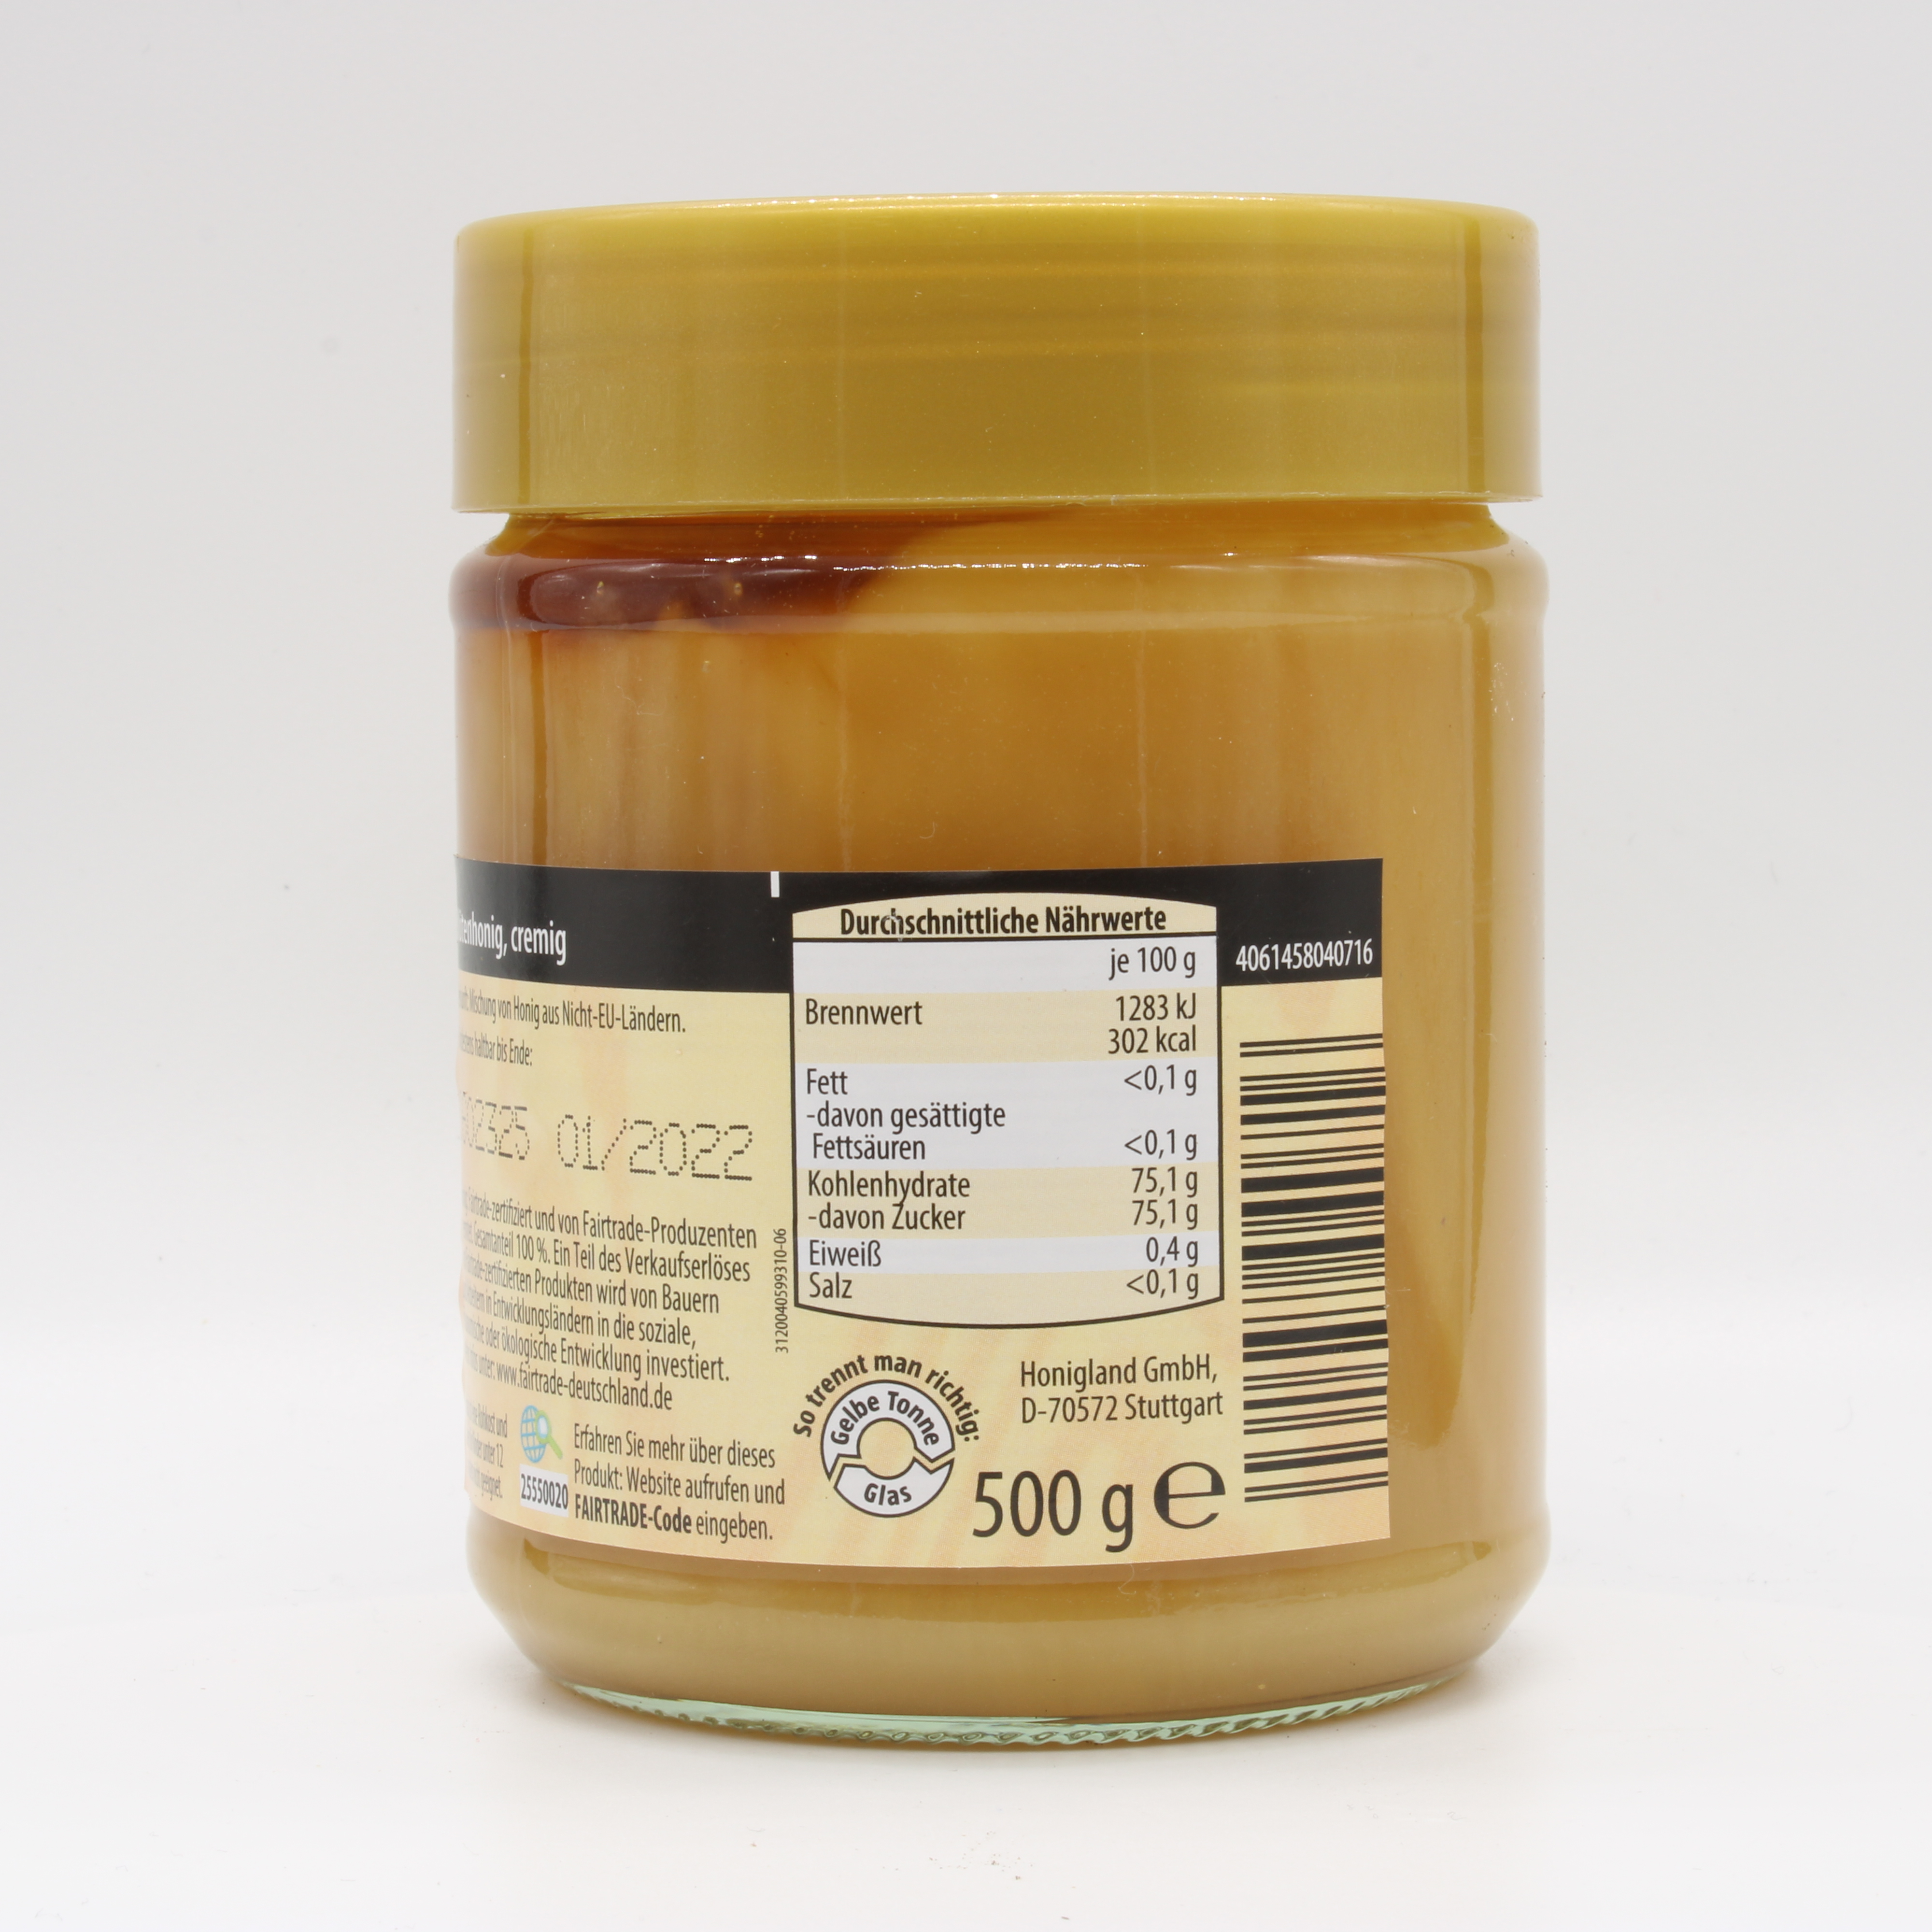 cremig
Mischung von Honig aus Nicht-EU-Ländern.
haltbar bis Ende:
01/2022
Fairtrade-zertifiziert und von Fairtrade-Produzenten
Gesamtanteil 100 %. Ein Teil des Verkaufserlöses
Produkten wird von Bauern
in Entwicklungsländern in die soziale,
oder ökologische Entwicklung investiert.
unter: www.fairtrade-deutschland.de
und
unter 12
25550020
Erfahren Sie mehr über dieses
Produkt: Website aufrufen und
FAIRTRADE-Code eingeben.
3120040599310-06
Durchschnittliche Nährwerte
je 100 g
Brennwert 1283 kJ
302 kcal
Fett <0,1 g
-davon gesättigte
Fettsäuren <0,1 g
Kohlenhydrate 75,1 g
-davon Zucker 75,1 g
Eiweiß 0,4 g
Salz <0,1 g
So trennt man richtig:
Gelbe Tonne
Glas
Honigland GmbH,
D-70572 Stuttgart
500 g e
4061458040716